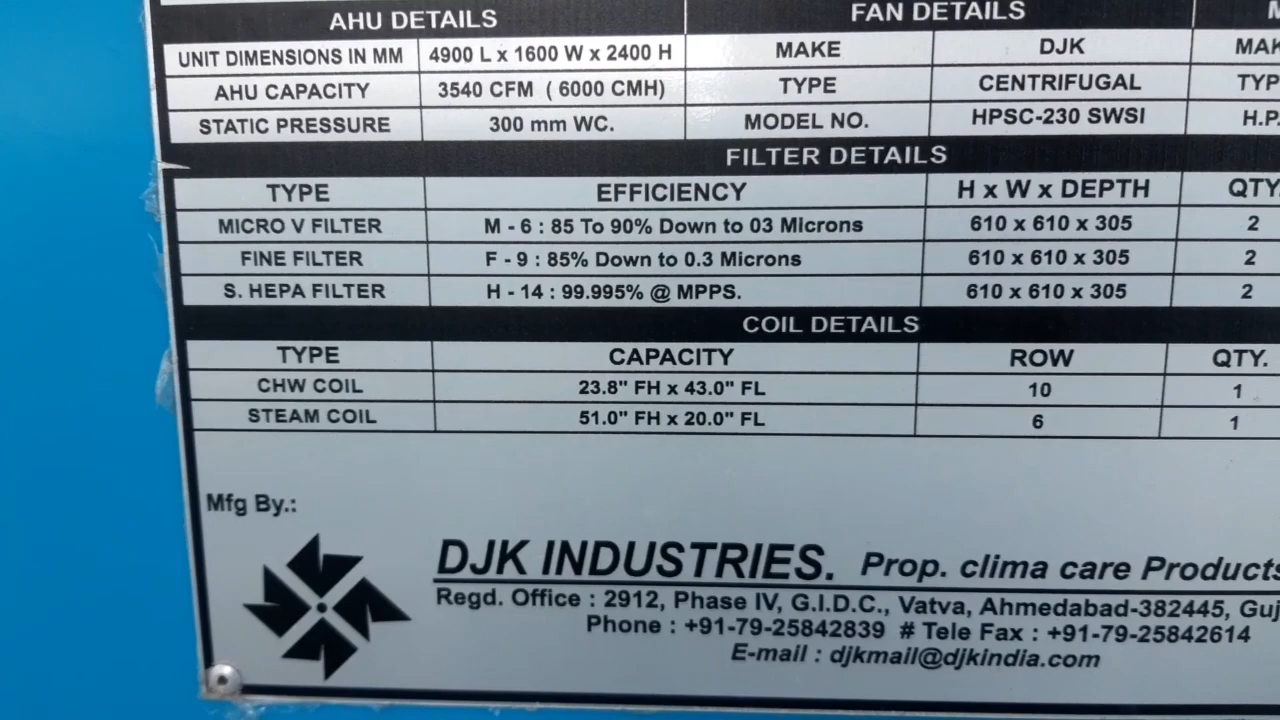 AHU DETAILS FAN DETAILS
UNIT DIMENSIONS IN MM 4900 L x 1600 W x 2400 H MAKE DJK
AHU CAPACITY 3540 CFM ( 6000 CMH) TYPE CENTRIFUGAL
STATIC PRESSURE 300 mm WC. MODEL NO. HPSC-230 SWSI H.P.
FILTER DETAILS
TYPE EFFICIENCY H x W x DEPTH QTY.
MICRO V FILTER M - 6 : 85 To 90% Down to 03 Microns 610 x 610 x 305 2
FINE FILTER F - 9 : 85% Down to 0.3 Microns 610 x 610 x 305 2
S. HEPA FILTER H - 14 : 99.995% @ MPPS. 610 x 610 x 305 2
COIL DETAILS
TYPE CAPACITY ROW QTY.
CHW COIL 23.8" FH x 43.0" FL 10 1
STEAM COIL 51.0" FH x 20.0" FL 6 1
Mfg By.:
DJK INDUSTRIES. Prop. clima care Products
Regd. Office : 2912, Phase IV, G.I.D.C., Vatva, Ahmedabad-382445, Guj
Phone : +91-79-25842839 # Tele Fax : +91-79-25842614
E-mail : djkmail@djkindia.com